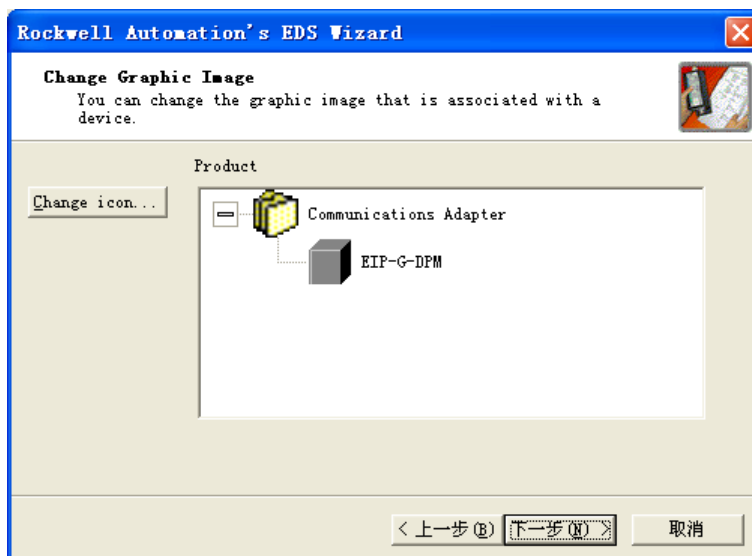 Rockwell Automation's EDS Wizard
Change Graphic Image
You can change the graphic image that is associated with a
device.
Product
Change icon...
Communications Adapter
EIP-G-DPM
< 上一步(B)
下一步(N) >
取消